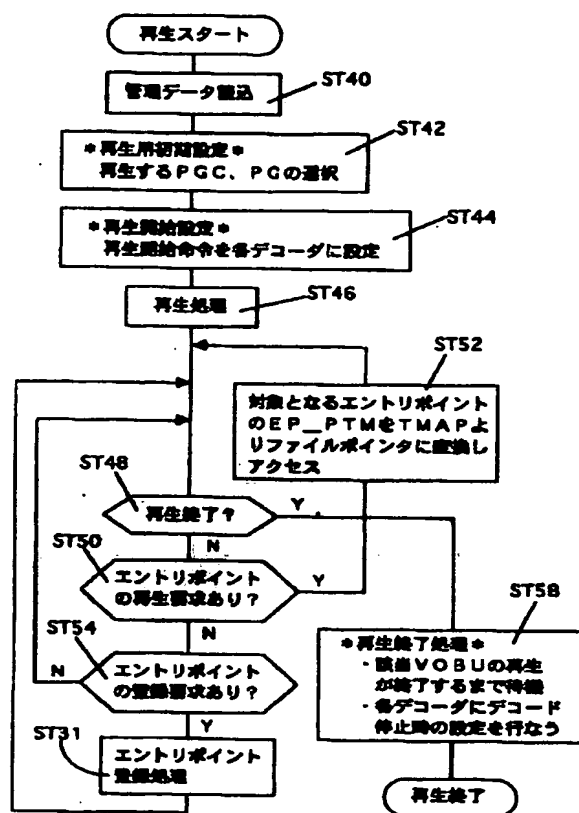 再生スタート
管理データ読込
ST40
＊再生用初期設定＊
再生するPGC、PGの選択
ST42
＊再生開始設定＊
再生開始命令を各デコーダに設定
ST44
再生処理
ST46
ST52
対象となるエントリポイント
のEP__PTMをTMAPよ
りファイルポインタに変換し
アクセス
ST48
再生終了？
Y
N
ST50
エントリポイント
の再生要求あり？
Y
N
ST54
エントリポイント
の登録要求あり？
N
Y
ST31
エントリポイント
登録処理
ST58
＊再生終了処理＊
・該当VOBUの再生
が終了するまで待機
・各デコーダにデコード
停止時の設定を行なう
再生終了